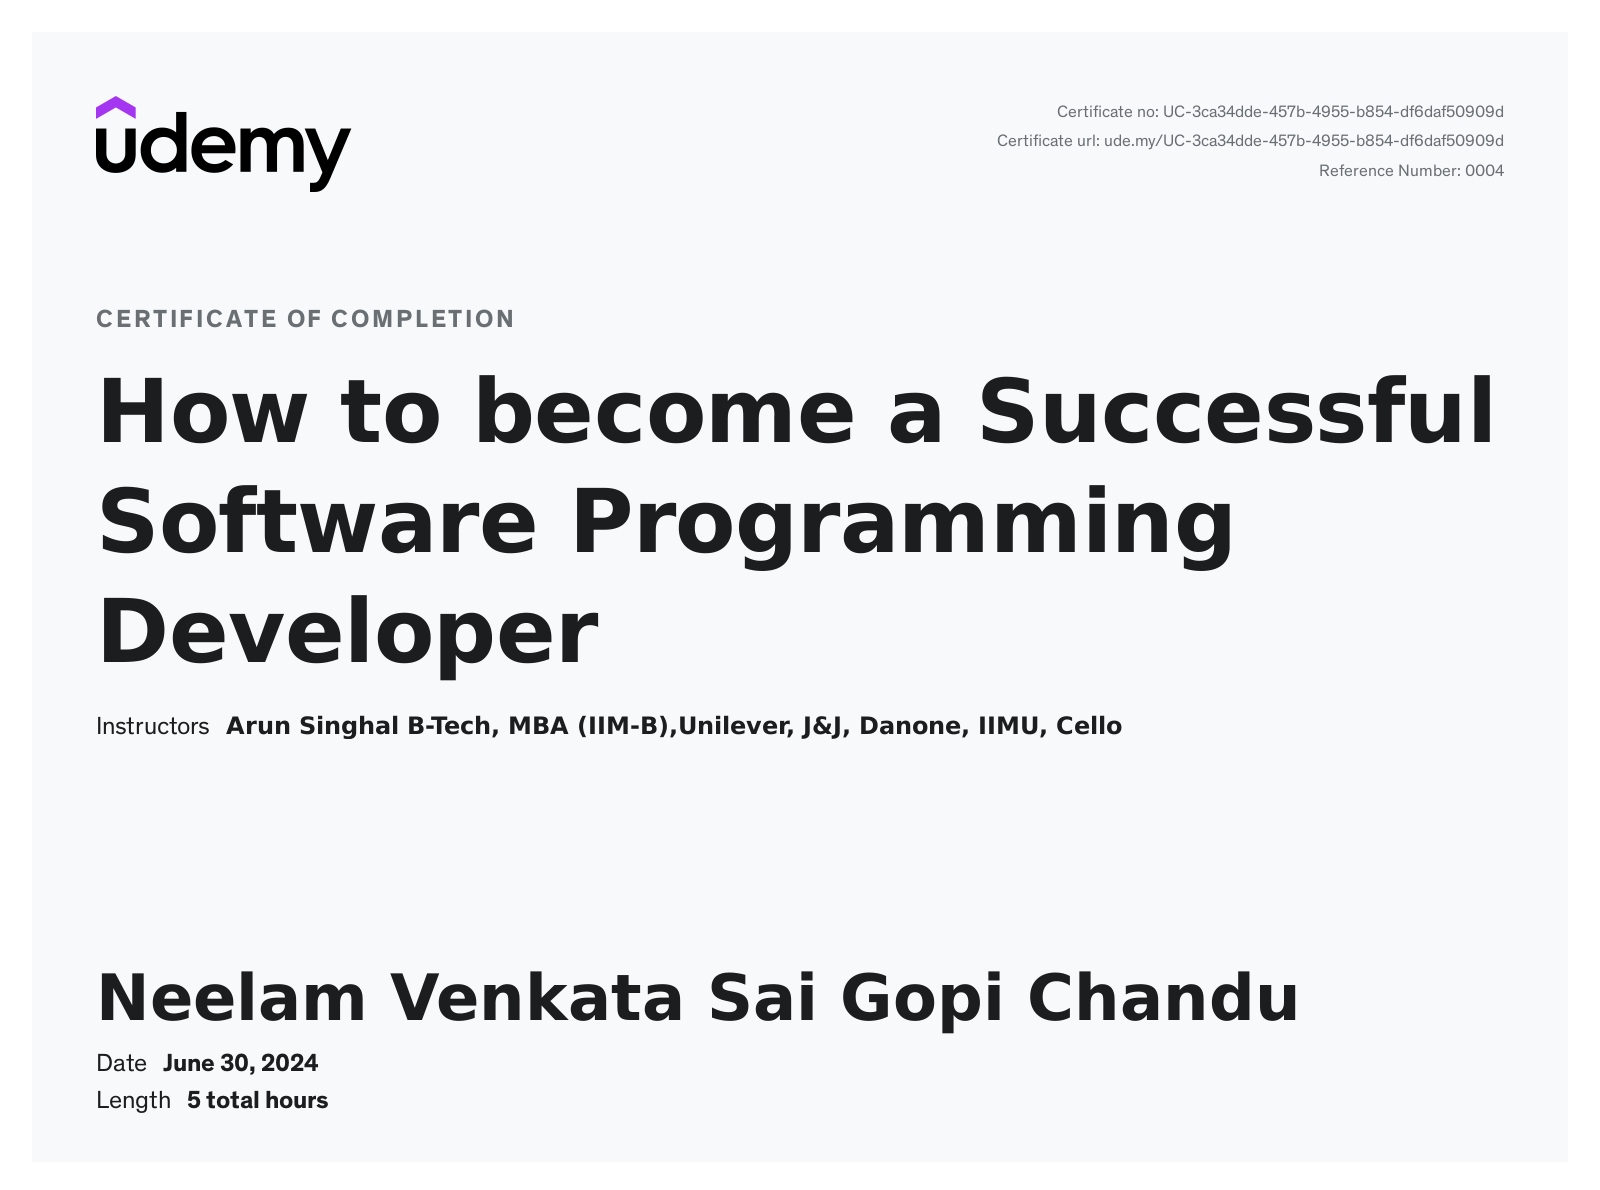 udemy
Certificate no: UC-3ca34dde-457b-4955-b854-df6daf50909d
Certificate url: ude.my/UC-3ca34dde-457b-4955-b854-df6daf50909d
Reference Number: 0004
CERTIFICATE OF COMPLETION
How to become a Successful
Software Programming
Developer
Instructors Arun Singhal B-Tech, MBA (IIM-B),Unilever, J&J, Danone, IIMU, Cello
Neelam Venkata Sai Gopi Chandu
Date June 30, 2024
Length 5 total hours